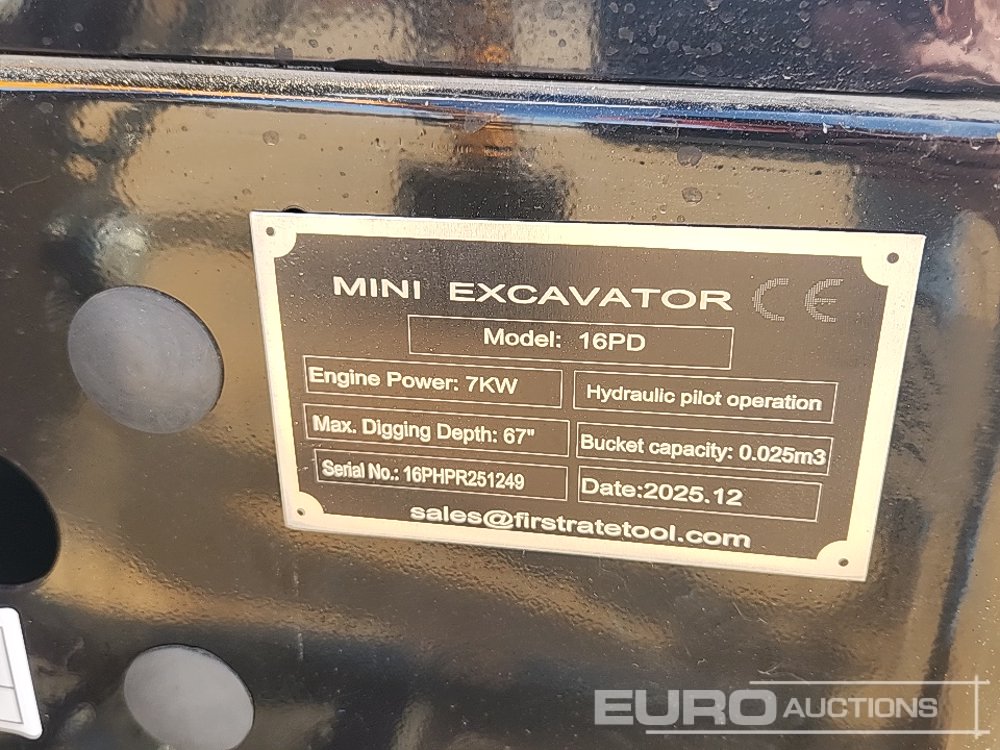 MINI EXCAVATOR CE
Model: 16PD
Engine Power: 7KW
Hydraulic pilot operation
Max. Digging Depth: 67"
Bucket capacity: 0.025m3
Serial No.: 16PHPR251249
Date:2025.12
sales@firstratetool.com
EURO AUCTIONS